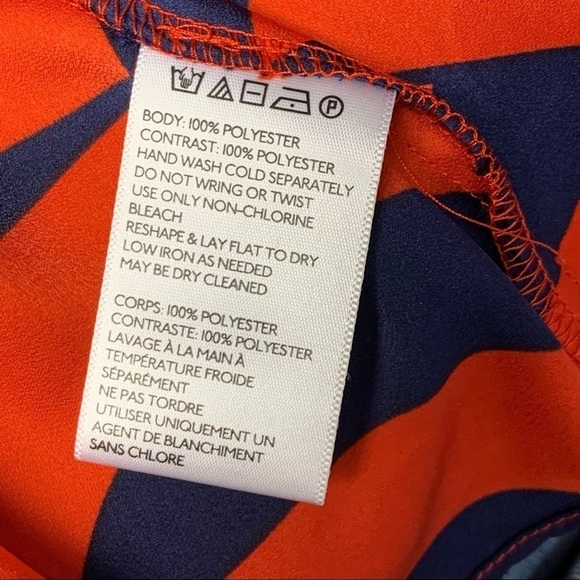 BODY: 100% POLYESTER
CONTRAST: 100% POLYESTER
HAND WASH COLD SEPARATELY
DO NOT WRING OR TWIST
USE ONLY NON-CHLORINE
BLEACH
RESHAPE & LAY FLAT TO DRY
LOW IRON AS NEEDED
MAY BE DRY CLEANED
CORPS: 100% POLYESTER
CONTRASTE: 100% POLYESTER
LAVAGE À LA MAIN À
TEMPÉRATURE FROIDE
SÉPARÉMENT
NE PAS TORDRE
UTILISER UNIQUEMENT UN
AGENT DE BLANCHIMENT
SANS CHLORE